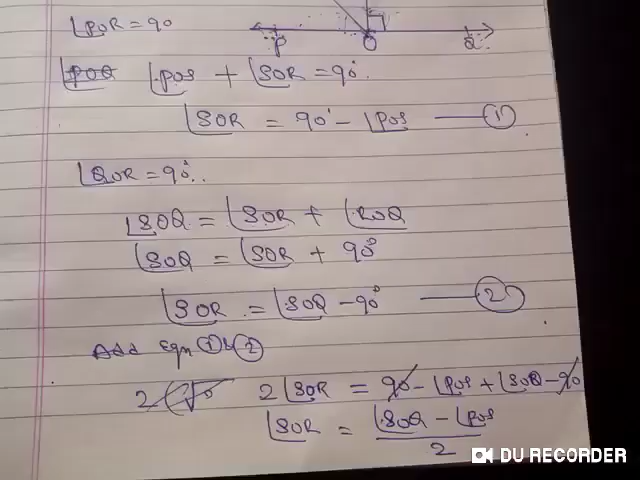 ∠POR = 90
P O Q
∠POS + ∠SOR = 90°.
∠SOR = 90° - ∠POS —— ①
∠QOR = 90°..
∠SOQ = ∠SOR + ∠ROQ
∠SOQ = ∠SOR + 90°
∠SOR = ∠SOQ - 90° —— ②
Add Eqn ① & ②
2∠SOR = 90 - ∠POS + ∠SOQ - 90
∠SOR = ∠SOQ - ∠POS
2
DU RECORDER